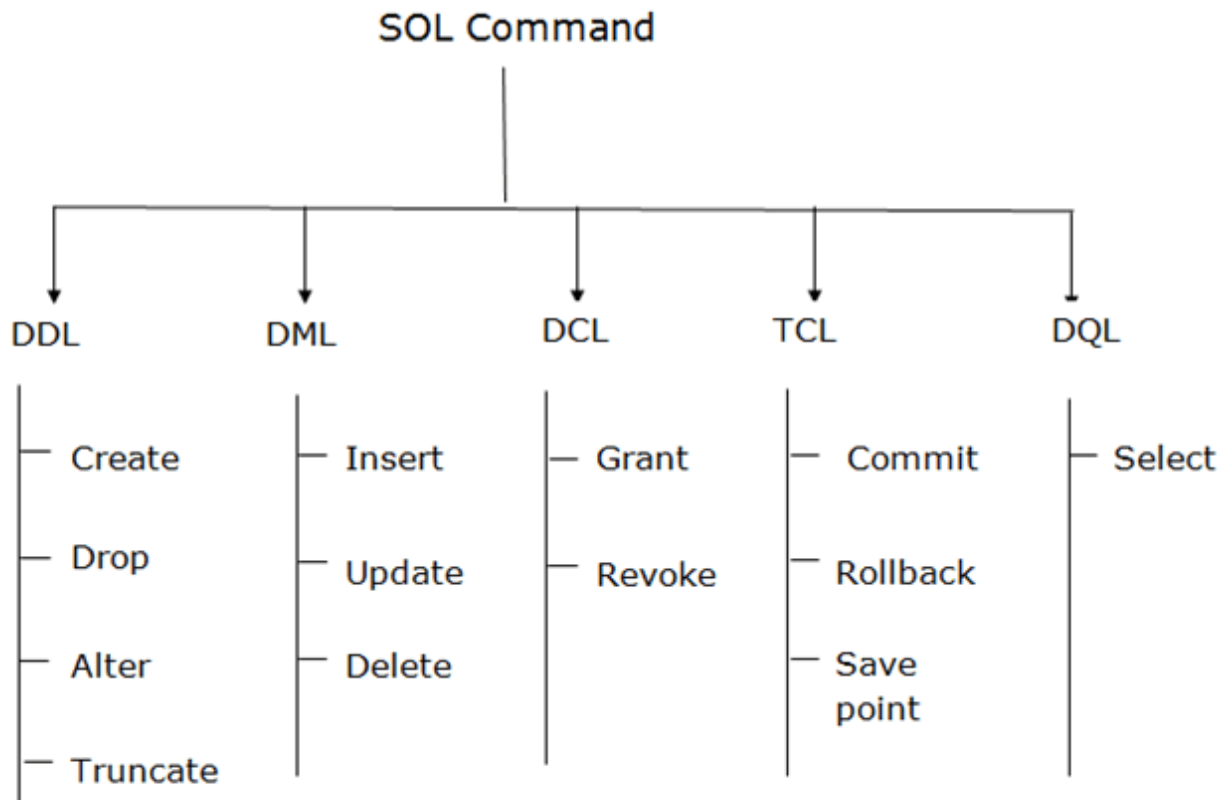 SOL Command
DDL
DML
DCL
TCL
DQL
Create
Drop
Alter
Truncate
Insert
Update
Delete
Grant
Revoke
Commit
Rollback
Save
point
Select